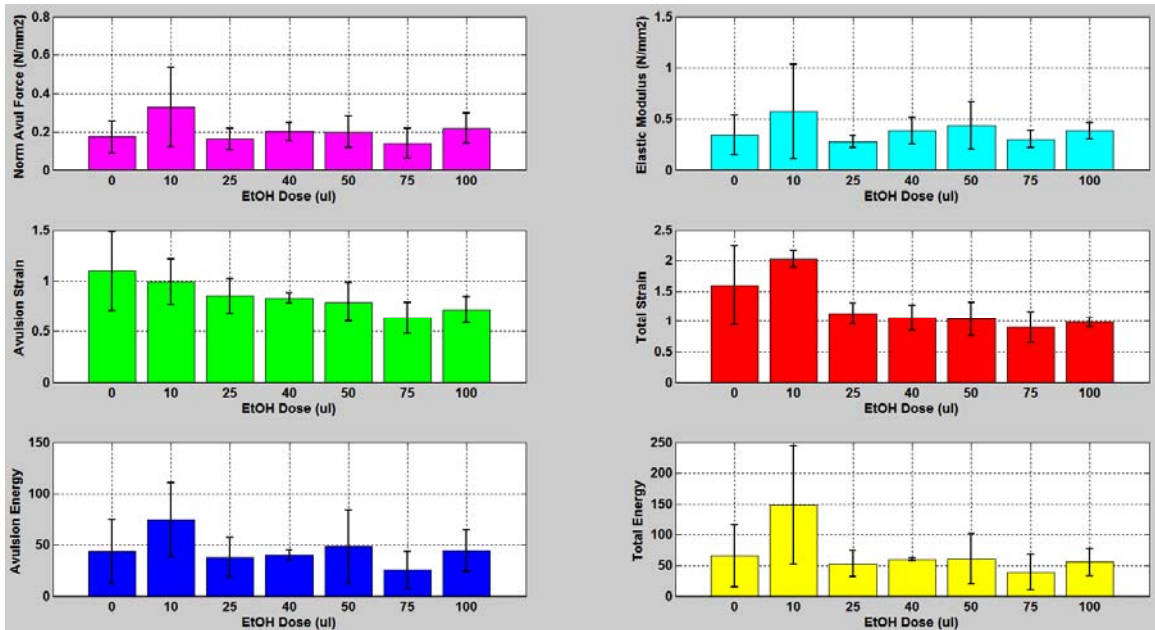 Norm Avul Force (N/mm2)
0.8
0.6
0.4
0.2
0
0 10 25 40 50 75 100
EtOH Dose (ul)
Elastic Modulus (N/mm2)
1.5
1
0.5
0
0 10 25 40 50 75 100
EtOH Dose (ul)
Avulsion Strain
1.5
1
0.5
0
0 10 25 40 50 75 100
EtOH Dose (ul)
Total Strain
2.5
2
1.5
1
0.5
0
0 10 25 40 50 75 100
EtOH Dose (ul)
Avulsion Energy
150
100
50
0
0 10 25 40 50 75 100
EtOH Dose (ul)
Total Energy
250
200
150
100
50
0
0 10 25 40 50 75 100
EtOH Dose (ul)